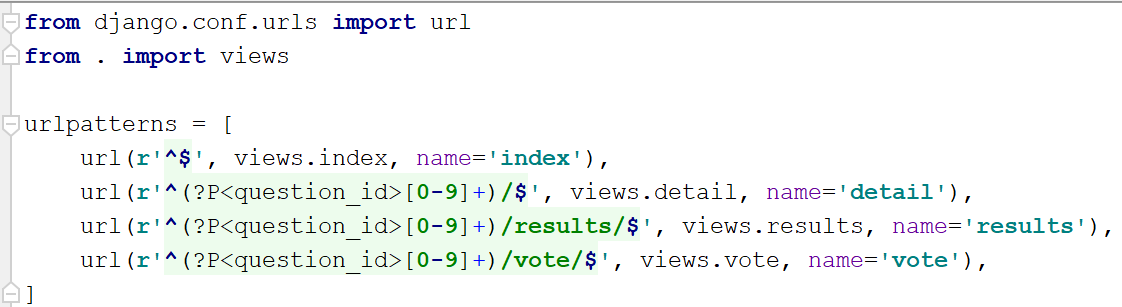 from django.conf.urls import url
from . import views
urlpatterns = [
url(r'^$', views.index, name='index'),
url(r'^(?P<question_id>[0-9]+)/$', views.detail, name='detail'),
url(r'^(?P<question_id>[0-9]+)/results/$', views.results, name='results'),
url(r'^(?P<question_id>[0-9]+)/vote/$', views.vote, name='vote'),
]